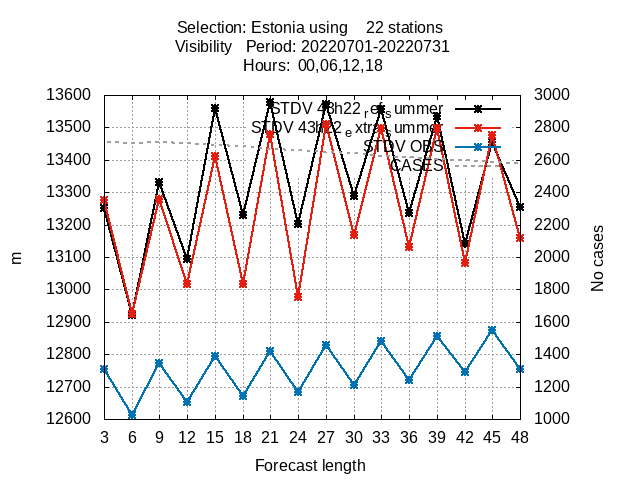 Selection: Estonia using    22 stations
Visibility   Period: 20220701-20220731
Hours:  00,06,12,18
13600 3000
STDV 43h22_ref_summer
13500 2800
STDV 43h22_extref_summer
STDV OBS
13400 2600
CASES
13300 2400
13200 2200
13100 2000
13000 1800
12900 1600
12800 1400
12700 1200
12600 1000
m
No cases
3 6 9 12 15 18 21 24 27 30 33 36 39 42 45 48
Forecast length